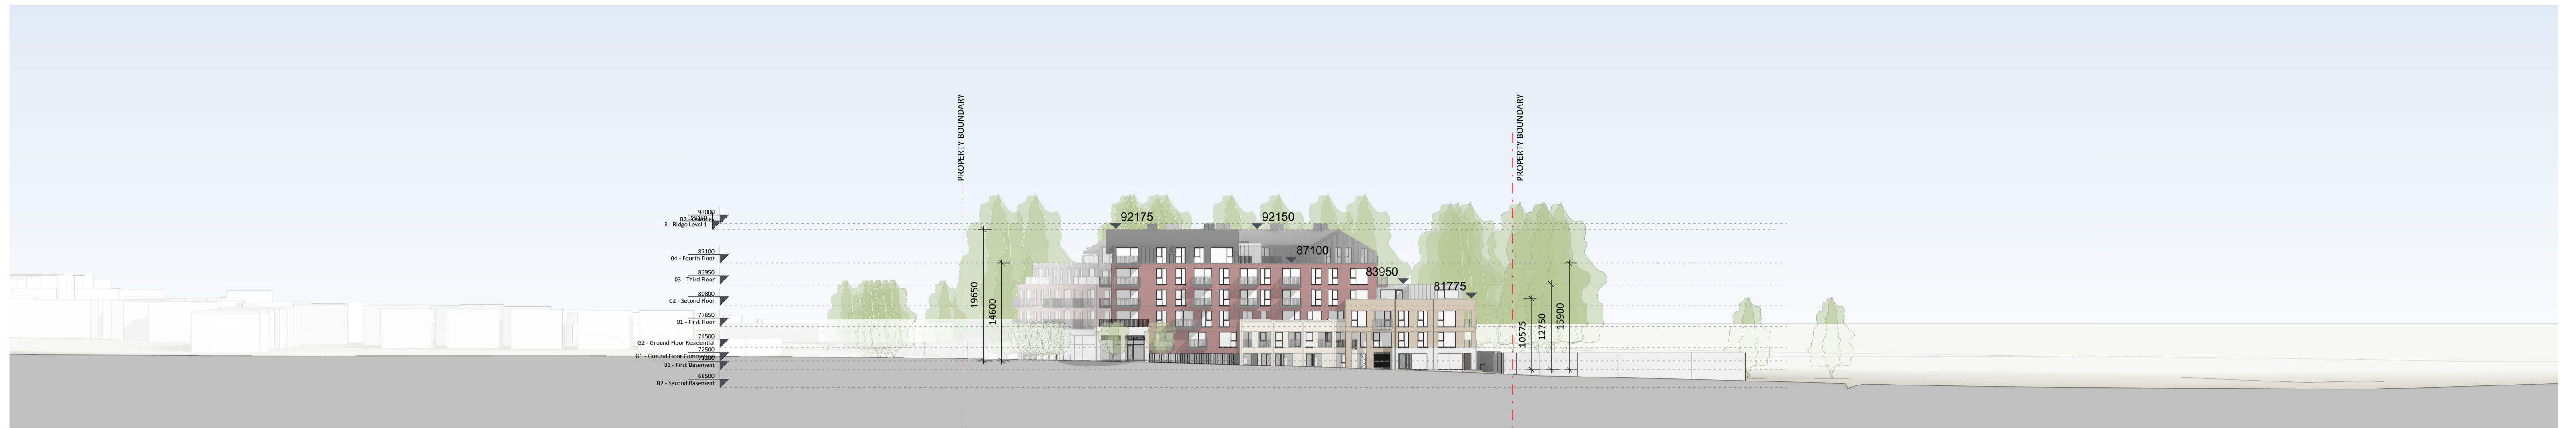 PROPERTY BOUNDARY
PROPERTY BOUNDARY
93000
R - Ridge Level 1
87100
04 - Fourth Floor
83950
03 - Third Floor
80800
02 - Second Floor
77650
01 - First Floor
74500
G2 - Ground Floor Residential
72500
G1 - Ground Floor
B1 - First Basement
68500
B2 - Second Basement
92175
92150
87100
83950
81775
19650
14600
10575
12750
15900